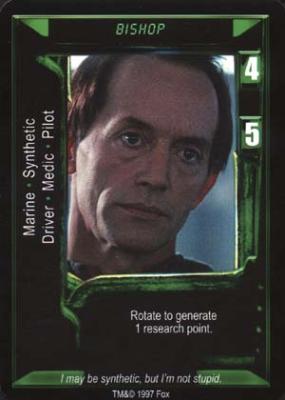 BISHOP
4
5
Marine • Synthetic
Driver • Medic • Pilot
Rotate to generate
1 research point.
I may be synthetic, but I'm not stupid.
TM&© 1997 Fox